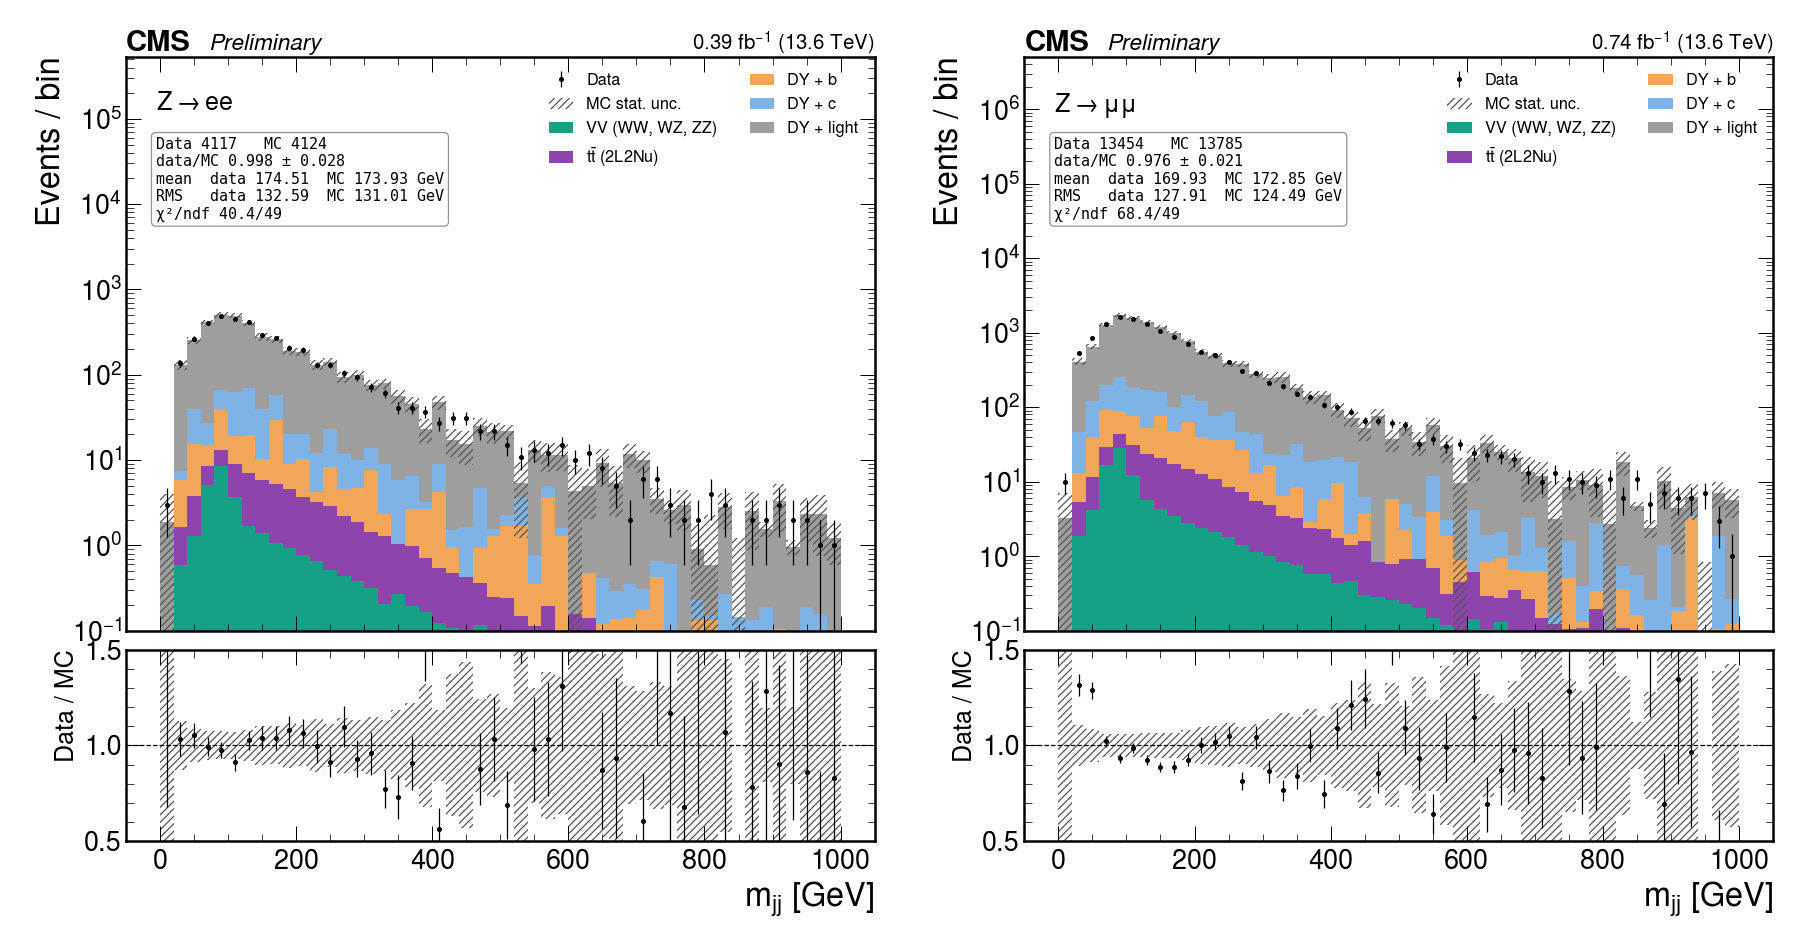 CMS Preliminary 0.39 fb⁻¹ (13.6 TeV)
Events / bin
Z → ee
Data
MC stat. unc.
VV (WW, WZ, ZZ)
tt̄ (2L2Nu)
DY + b
DY + c
DY + light
Data 4117 MC 4124
data/MC 0.998 ± 0.028
mean data 174.51 MC 173.93 GeV
RMS data 132.59 MC 131.01 GeV
χ²/ndf 40.4/49
10⁵
10⁴
10³
10²
10¹
10⁰
10⁻¹
Data / MC
1.5
1.0
0.5
0 200 400 600 800 1000
m_jj [GeV]
CMS Preliminary 0.74 fb⁻¹ (13.6 TeV)
Events / bin
Z → μμ
Data
MC stat. unc.
VV (WW, WZ, ZZ)
tt̄ (2L2Nu)
DY + b
DY + c
DY + light
Data 13454 MC 13785
data/MC 0.976 ± 0.021
mean data 169.93 MC 172.85 GeV
RMS data 127.91 MC 124.49 GeV
χ²/ndf 68.4/49
10⁶
10⁵
10⁴
10³
10²
10¹
10⁰
10⁻¹
Data / MC
1.5
1.0
0.5
0 200 400 600 800 1000
m_jj [GeV]